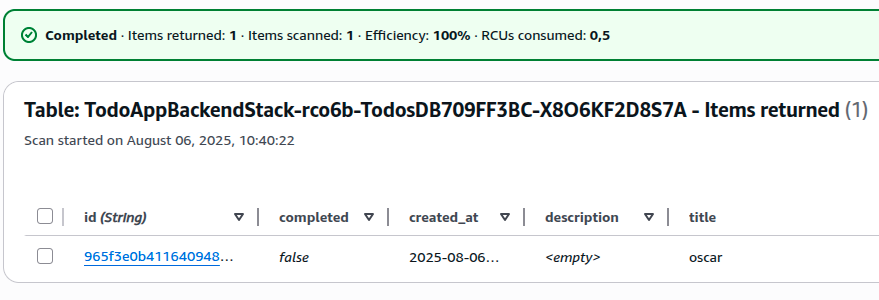 Completed · Items returned: 1 · Items scanned: 1 · Efficiency: 100% · RCUs consumed: 0,5
Table: TodoAppBackendStack-rco6b-TodosDB709FF3BC-X8O6KF2D8S7A - Items returned (1)
Scan started on August 06, 2025, 10:40:22
id (String) completed created_at description title
965f3e0b411640948... false 2025-08-06... <empty> oscar